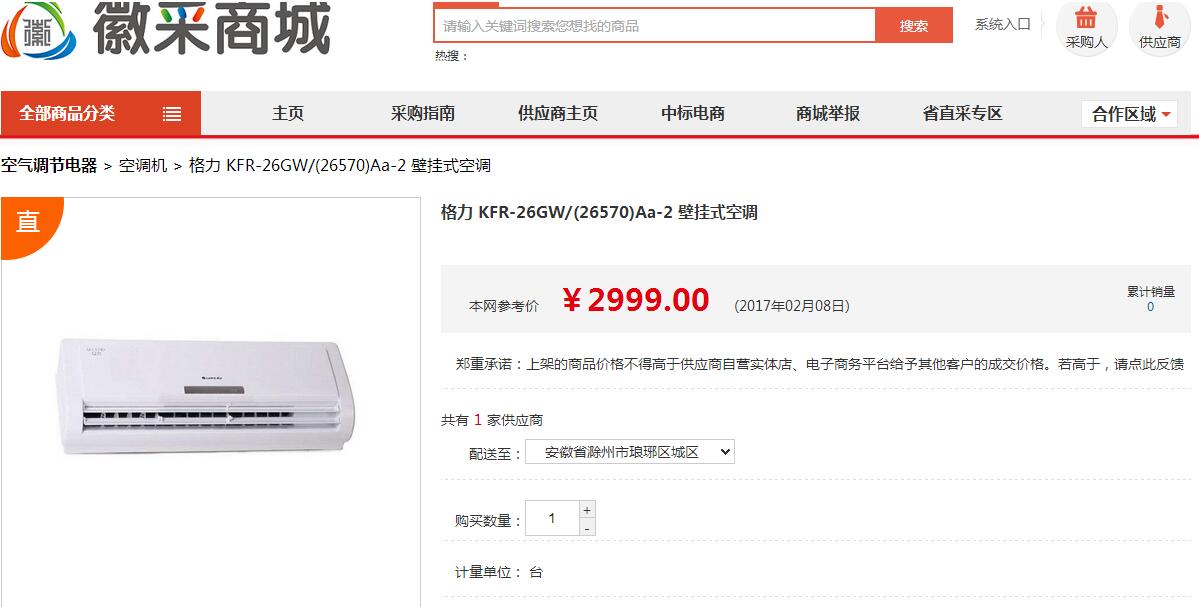 徽采商城
请输入关键词搜索您想找的商品
搜索
系统入口
采购人
供应商
热搜：
全部商品分类
主页
采购指南
供应商主页
中标电商
商城举报
省直采专区
合作区域
空气调节电器 > 空调机 > 格力 KFR-26GW/(26570)Aa-2 壁挂式空调
直
格力 KFR-26GW/(26570)Aa-2 壁挂式空调
本网参考价 ￥2999.00 (2017年02月08日)
累计销量
0
郑重承诺：上架的商品价格不得高于供应商自营实体店、电子商务平台给予其他客户的成交价格。若高于，请点此反馈
共有 1 家供应商
配送至： 安徽省滁州市琅琊区城区
购买数量： 1 + -
计量单位： 台